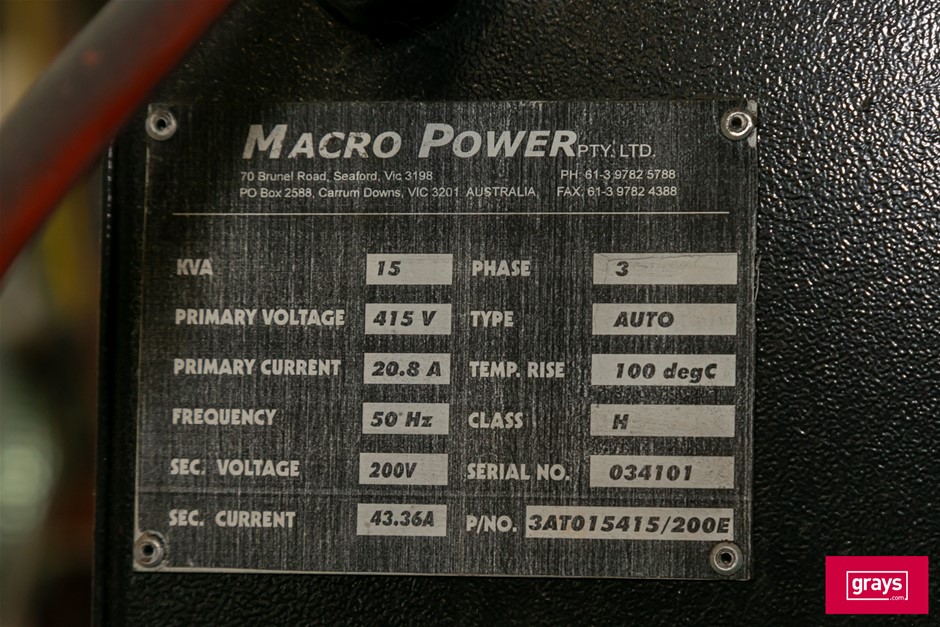 MACRO POWER PTY. LTD.
70 Brunel Road, Seaford, Vic 3198 PH: 61-3 9782 5788
PO Box 2588, Carrum Downs, VIC 3201 AUSTRALIA FAX: 61-3 9782 4388
KVA 15 PHASE 3
PRIMARY VOLTAGE 415 V TYPE AUTO
PRIMARY CURRENT 20.8 A TEMP. RISE 100 degC
FREQUENCY 50 Hz CLASS H
SEC. VOLTAGE 200V SERIAL NO. 034101
SEC. CURRENT 43.36A P/NO. 3AT015415/200E
grays
.com